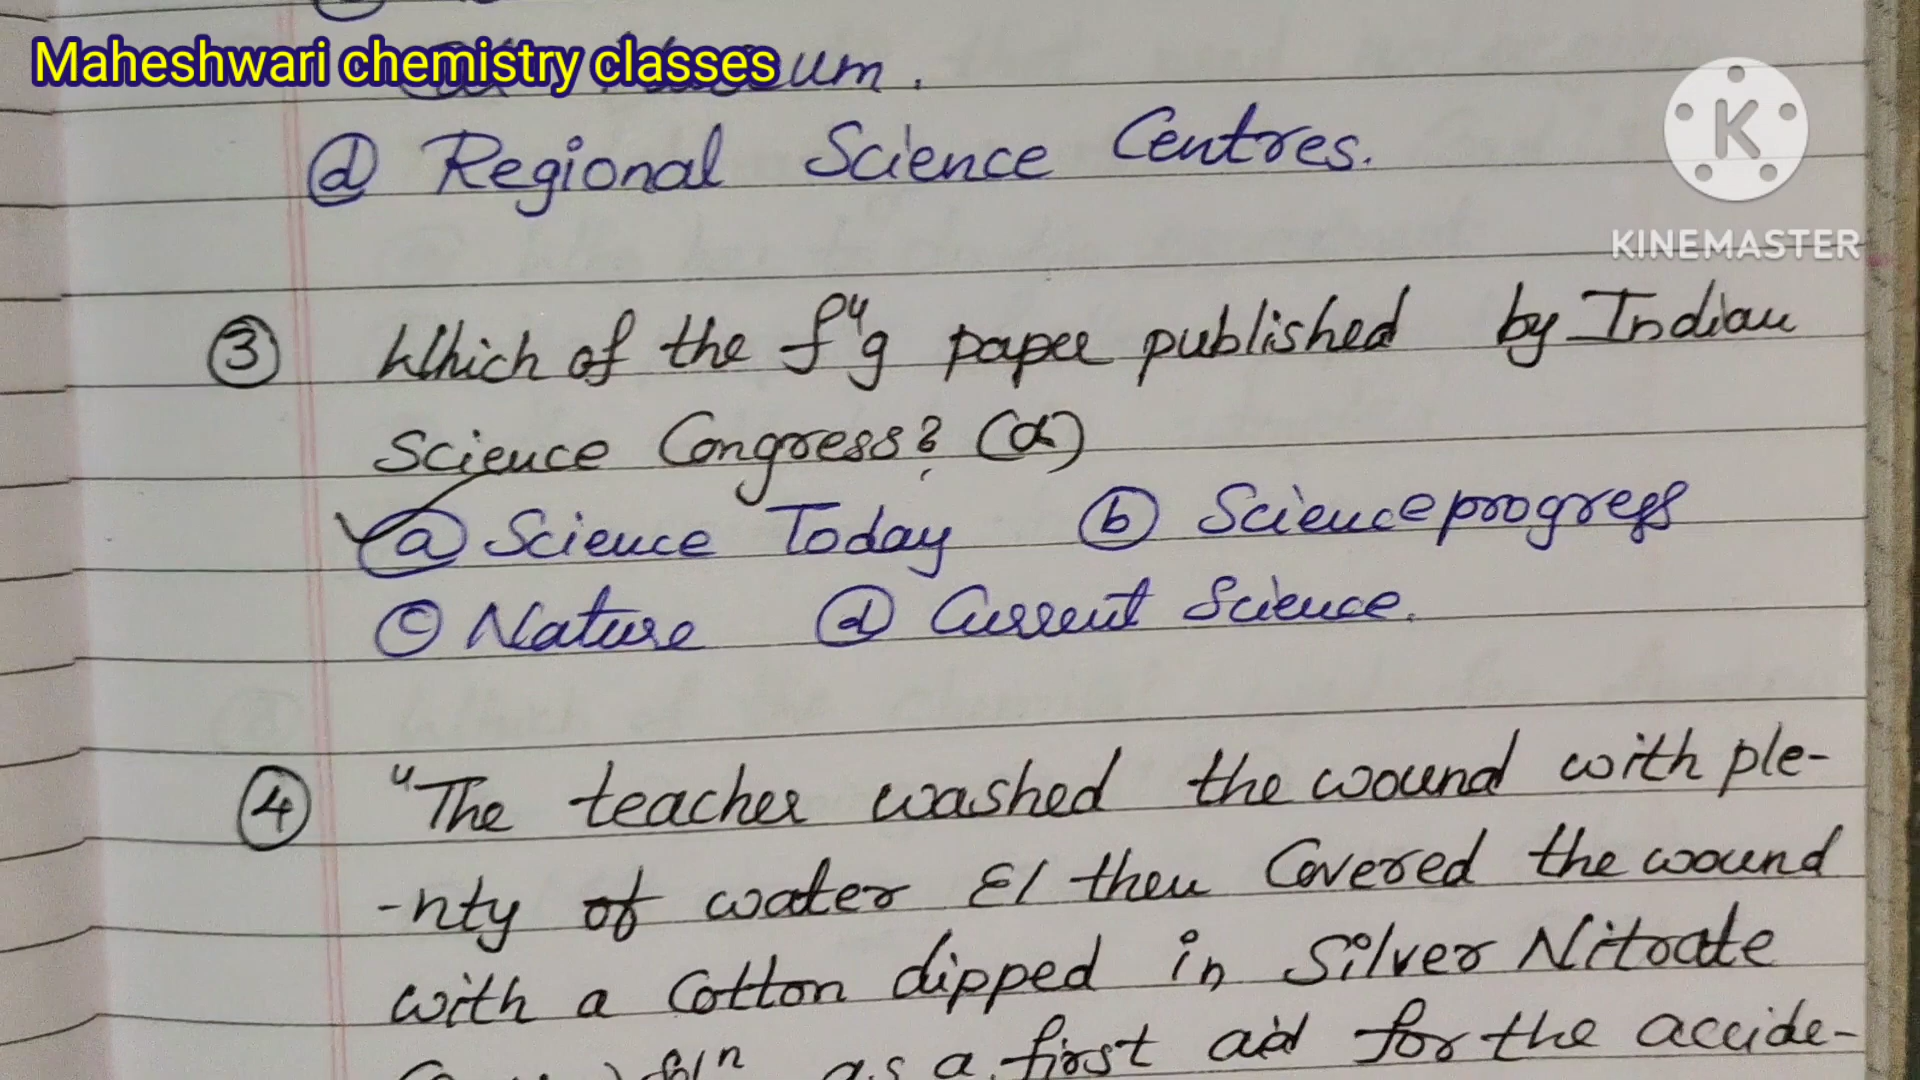 Maheshwari chemistry classes
um.
K
KINEMASTER
ⓓ Regional Science Centres.
③ Which of the f"g paper published by Indian
Science Congress? (a)
ⓐ Science Today ⓑ Scienceprogress
ⓒ Nature ⓓ Current Science.
④ "The teacher washed the wound with ple-
-nty of water & then Covered the wound
with a Cotton dipped in Silver Nitrate
soln as a first aid for the accide-